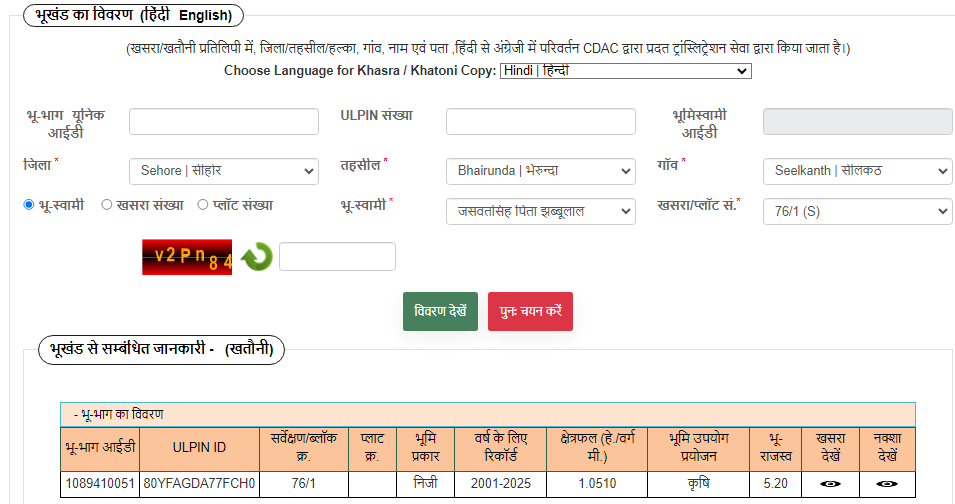 भूखंड का विवरण (हिंदी English)
(खसरा/खतौनी प्रतिलिपी में, जिला/तहसील/हल्का, गांव, नाम एवं पता ,हिंदी से अंग्रेजी में परिवर्तन CDAC द्वारा प्रदत ट्रांस्लिट्रेशन सेवा द्वारा किया जाता है।)
Choose Language for Khasra / Khatoni Copy: Hindi | हिन्दी
भू-भाग यूनिक आईडी
ULPIN संख्या
भूमिस्वामी आईडी
जिला * Sehore | सीहोर तहसील * Bhairunda | भेरुन्दा गाँव * Seelkanth | सीलकंठ
भू-स्वामी खसरा संख्या प्लॉट संख्या भू-स्वामी * जसवतसिह पिता झब्बूलाल खसरा/प्लॉट सं.* 76/1 (S)
v2Pn84
विवरण देखें पुनः चयन करें
भूखंड से सम्बंधित जानकारी - (खतौनी)
- भू-भाग का विवरण
भू-भाग आईडी ULPIN ID सर्वेक्षण/ब्लॉक क्र. प्लाट क्र. भूमि प्रकार वर्ष के लिए रिकॉर्ड क्षेत्रफल (हे./वर्ग मी.) भूमि उपयोग प्रयोजन भू-राजस्व खसरा देखें नक्शा देखें
1089410051 80YFAGDA77FCH0 76/1 निजी 2001-2025 1.0510 कृषि 5.20